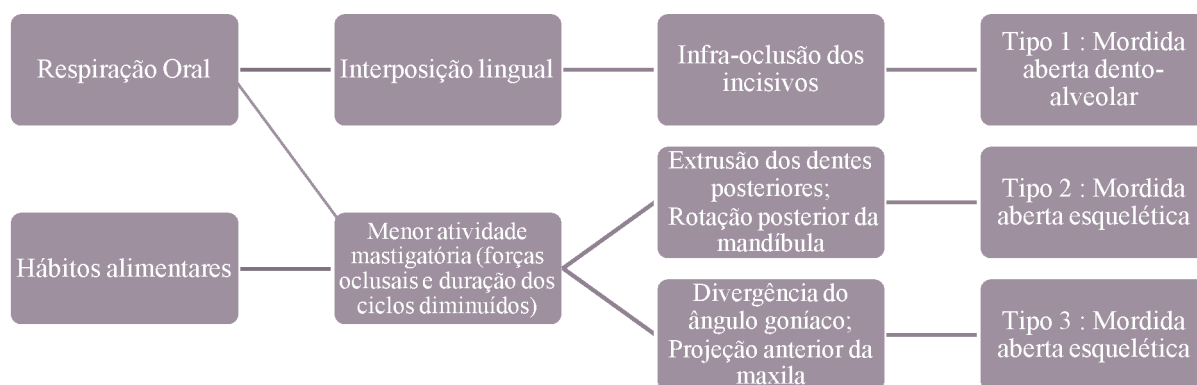 Respiração Oral
Interposição lingual
Infra-oclusão dos
incisivos
Tipo 1 : Mordida
aberta dento-
alveolar
Hábitos alimentares
Menor atividade
mastigatória (forças
oclusais e duração dos
ciclos diminuídos)
Extrusão dos dentes
posteriores;
Rotação posterior da
mandíbula
Tipo 2 : Mordida
aberta esquelética
Divergência do
ângulo goníaco;
Projeção anterior da
maxila
Tipo 3 : Mordida
aberta esquelética